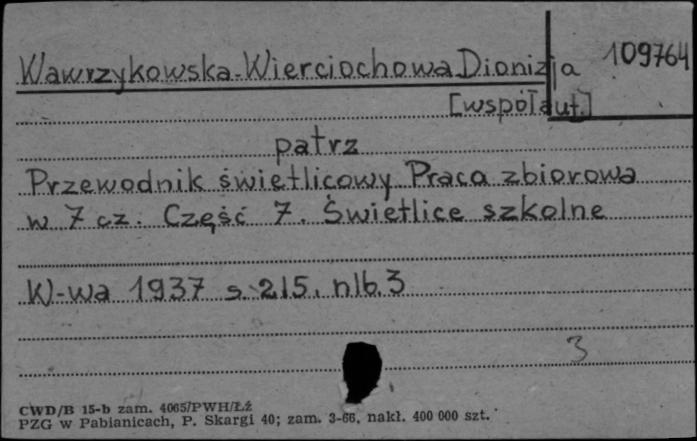 109764
Wawrzykowska-Wierciochowa Dionizja
[współaut.]
patrz
Przewodnik świetlicowy Praca zbiorowa
w 7 cz. Część 7. Świetlice szkolne
W-wa 1937 s. 215, nlb. 3
3
CWD/B 15-b zam. 4065/PWH/Łź
PZG w Pabianicach, P. Skargi 40; zam. 3-66, nakł. 400 000 szt.